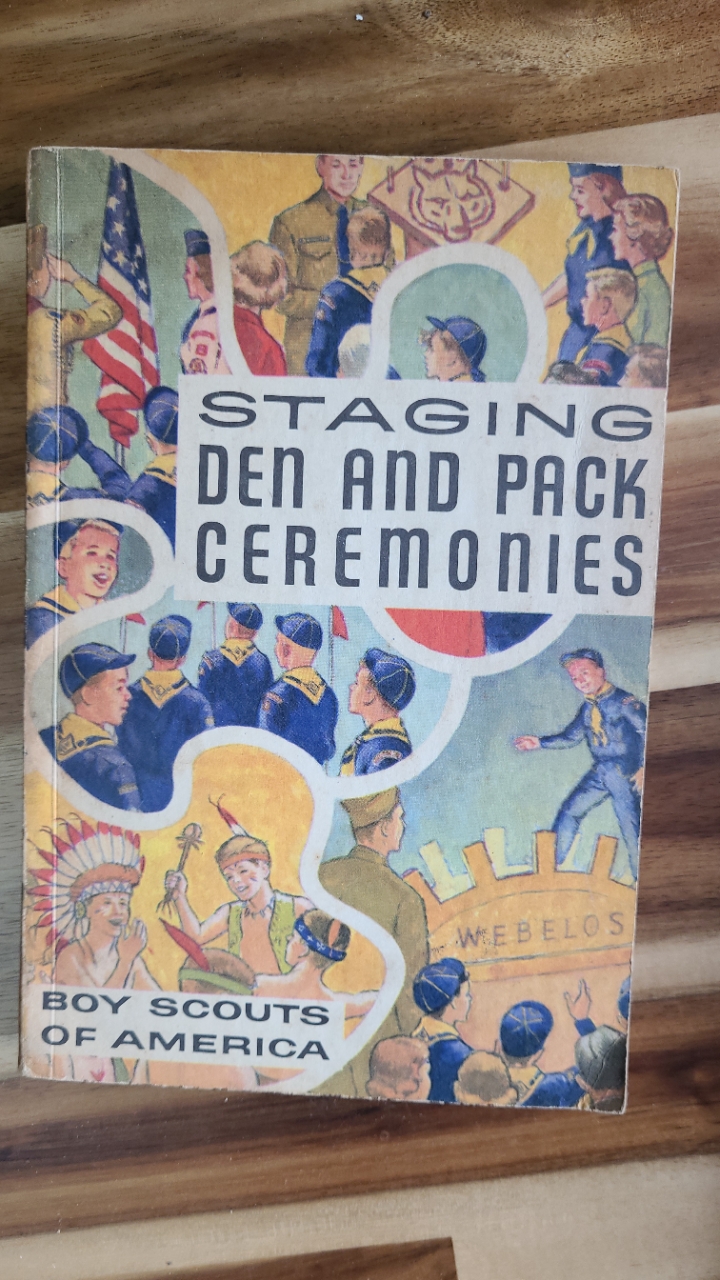 STAGING
DEN AND PACK
CEREMONIES
WEBELOS
BOY SCOUTS
OF AMERICA